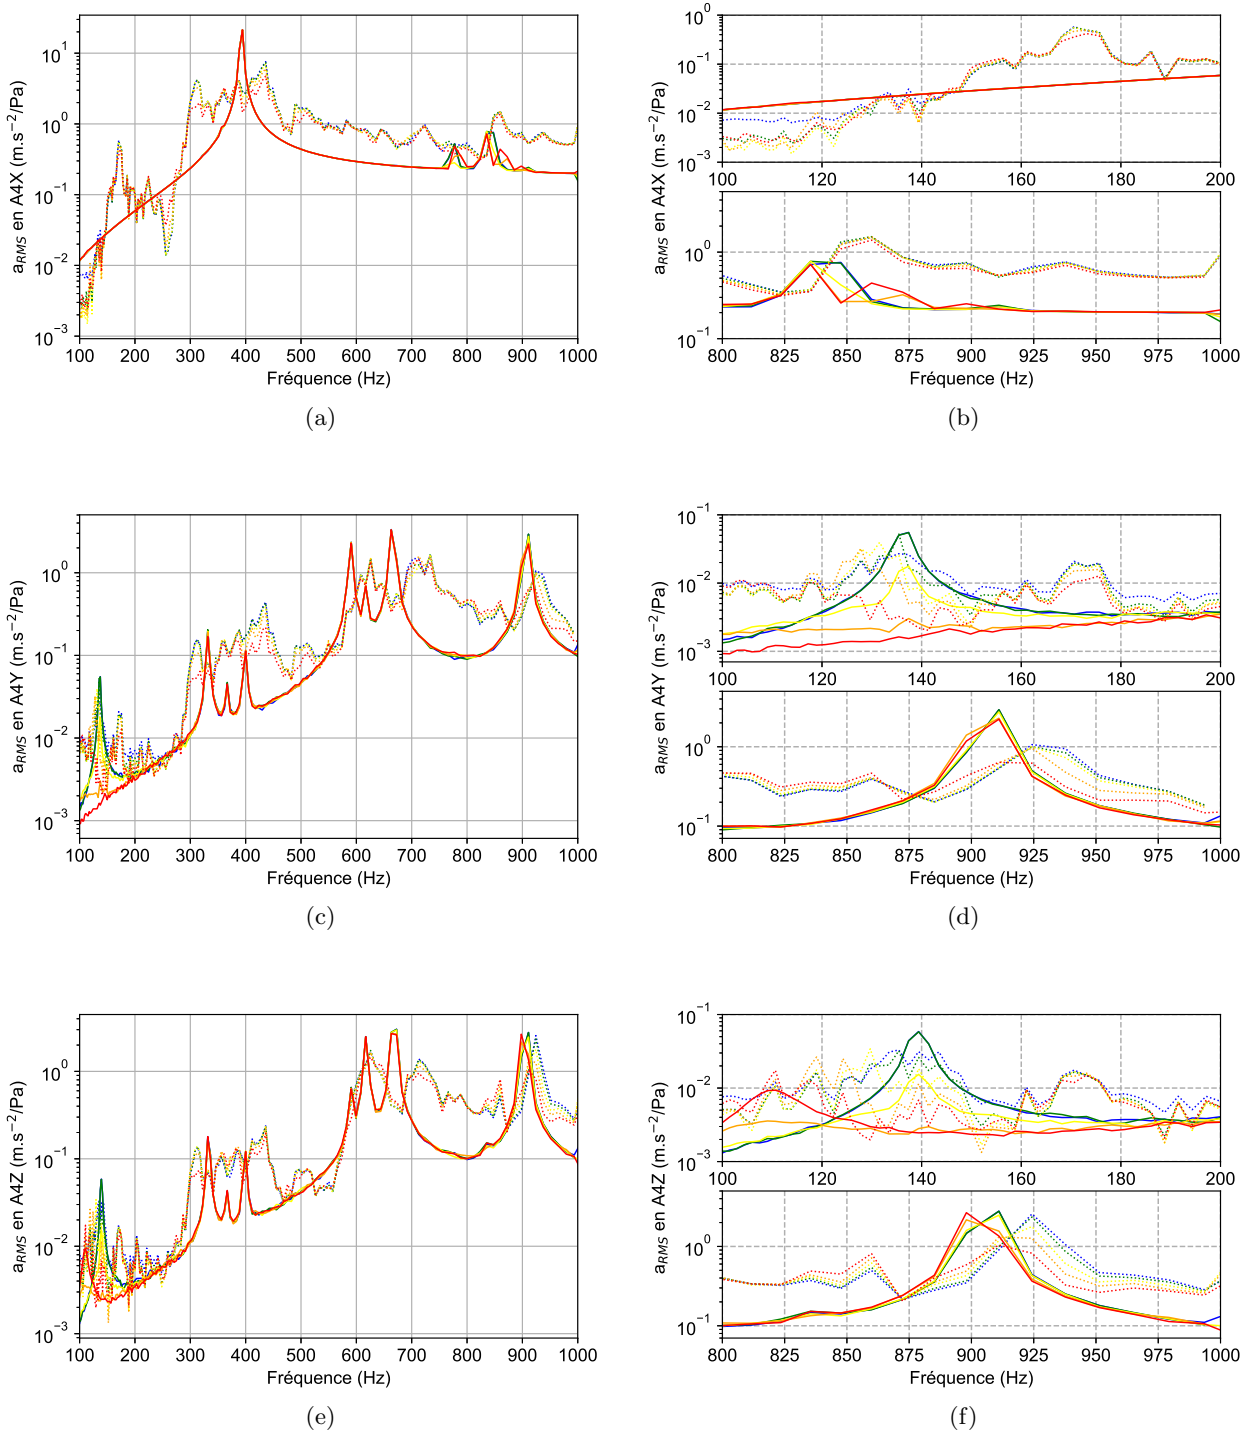 a_RMS en A4X (m.s⁻²/Pa)
10¹
10⁰
10⁻¹
10⁻²
10⁻³
100 200 300 400 500 600 700 800 900 1000
Fréquence (Hz)
(a)
a_RMS en A4X (m.s⁻²/Pa)
10⁰
10⁻¹
10⁻²
10⁻³
100 120 140 160 180 200
10⁰
10⁻¹
800 825 850 875 900 925 950 975 1000
Fréquence (Hz)
(b)
a_RMS en A4Y (m.s⁻²/Pa)
10⁰
10⁻¹
10⁻²
10⁻³
100 200 300 400 500 600 700 800 900 1000
Fréquence (Hz)
(c)
a_RMS en A4Y (m.s⁻²/Pa)
10⁻¹
10⁻²
10⁻³
100 120 140 160 180 200
10⁰
10⁻¹
800 825 850 875 900 925 950 975 1000
Fréquence (Hz)
(d)
a_RMS en A4Z (m.s⁻²/Pa)
10⁰
10⁻¹
10⁻²
10⁻³
100 200 300 400 500 600 700 800 900 1000
Fréquence (Hz)
(e)
a_RMS en A4Z (m.s⁻²/Pa)
10⁻¹
10⁻²
10⁻³
100 120 140 160 180 200
10⁰
10⁻¹
800 825 850 875 900 925 950 975 1000
Fréquence (Hz)
(f)